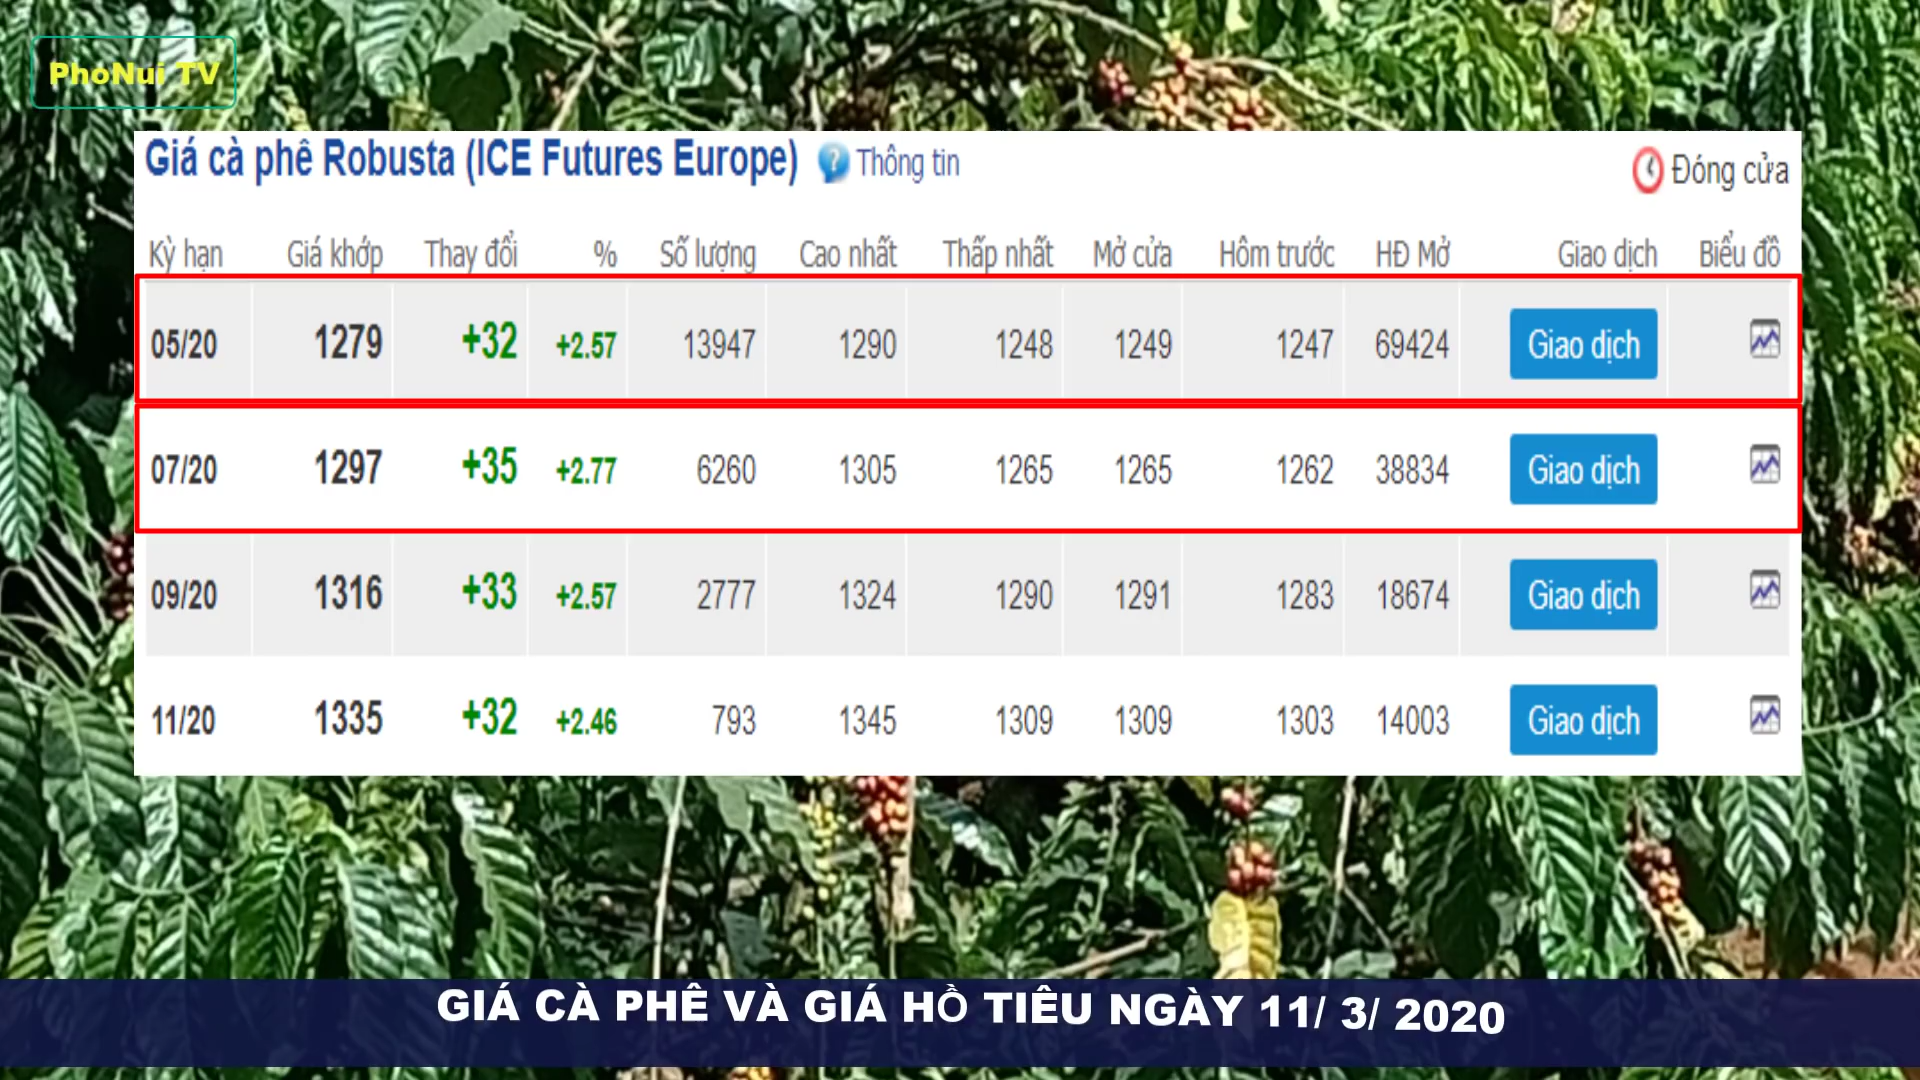 PhoNui TV
Giá cà phê Robusta (ICE Futures Europe) ? Thông tin Đóng cửa
Kỳ hạn Giá khớp Thay đổi % Số lượng Cao nhất Thấp nhất Mở cửa Hôm trước HĐ Mở Giao dịch Biểu đồ
05/20 1279 +32 +2.57 13947 1290 1248 1249 1247 69424 Giao dịch
07/20 1297 +35 +2.77 6260 1305 1265 1265 1262 38834 Giao dịch
09/20 1316 +33 +2.57 2777 1324 1290 1291 1283 18674 Giao dịch
11/20 1335 +32 +2.46 793 1345 1309 1309 1303 14003 Giao dịch
GIÁ CÀ PHÊ VÀ GIÁ HỒ TIÊU NGÀY 11/ 3/ 2020